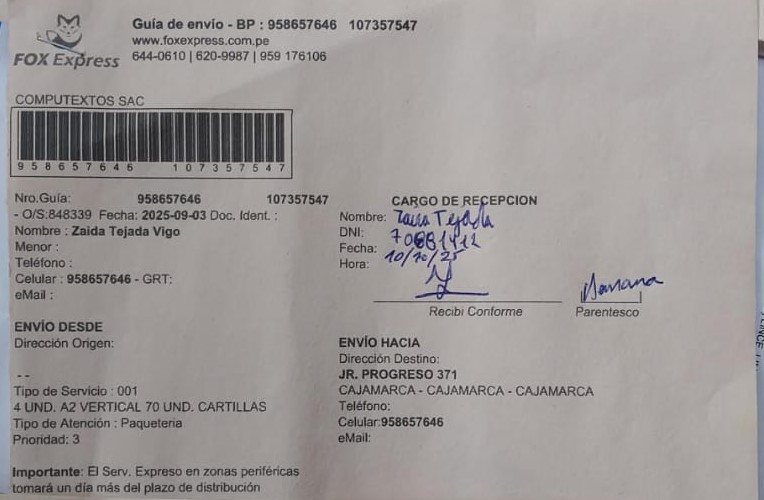 FOX Express
Guía de envío - BP : 958657646 107357547
www.foxexpress.com.pe
644-0610 | 620-9987 | 959 176106
COMPUTEXTOS SAC
958657646 107357547
Nro.Guía: 958657646 107357547
- O/S.848339 Fecha: 2025-09-03 Doc. Ident. :
Nombre : Zaida Tejada Vigo
Menor :
Teléfono :
Celular : 958657646 - GRT:
eMail :
ENVÍO DESDE
Dirección Origen:
- -
Tipo de Servicio : 001
4 UND. A2 VERTICAL 70 UND. CARTILLAS
Tipo de Atención : Paqueteria
Prioridad: 3
Importante: El Serv. Expreso en zonas periféricas
tomará un día más del plazo de distribución
CARGO DE RECEPCION
Nombre: Tejada
DNI:
Fecha: 10/10/25
Hora:
Recibi Conforme
Parentesco
ENVÍO HACIA
Dirección Destino:
JR. PROGRESO 371
CAJAMARCA - CAJAMARCA - CAJAMARCA
Teléfono:
Celular:958657646
eMail: